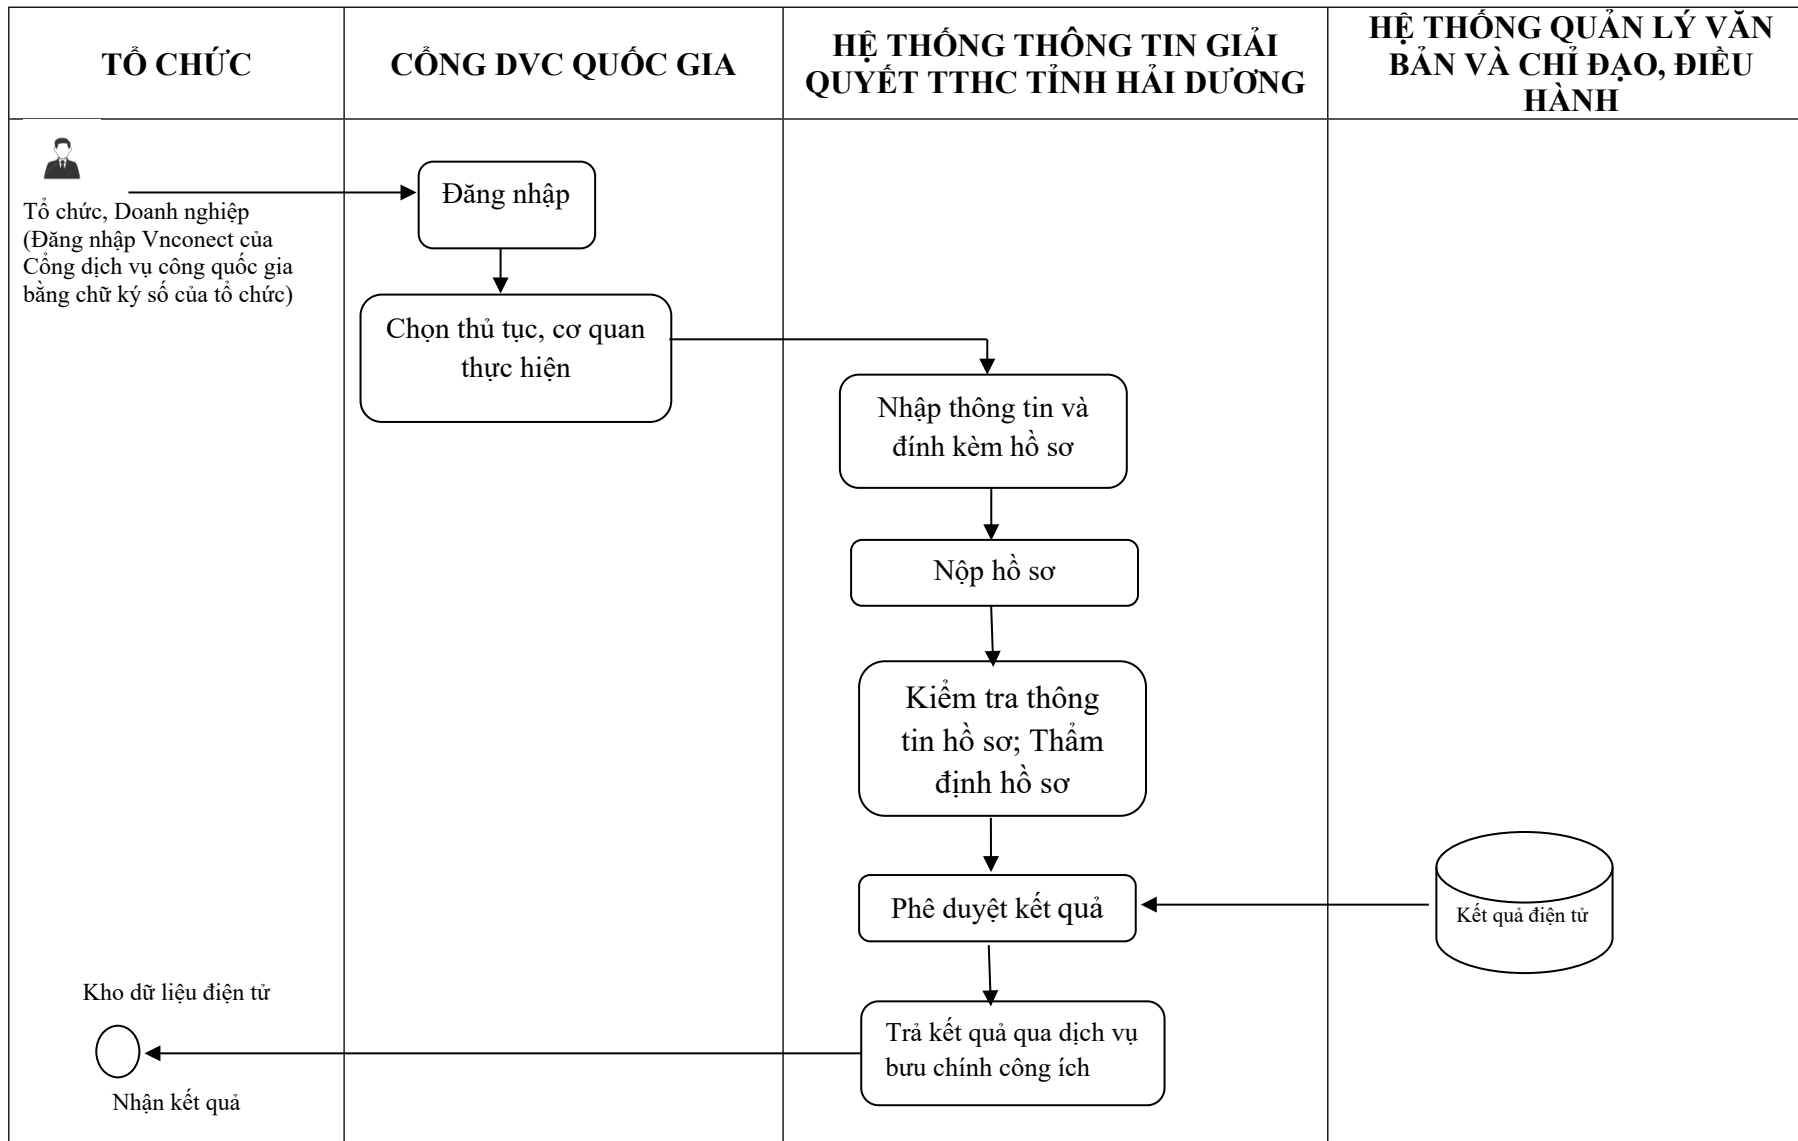 TỔ CHỨC
CỔNG DVC QUỐC GIA
HỆ THỐNG THÔNG TIN GIẢI
QUYẾT TTHC TỈNH HẢI DƯƠNG
HỆ THỐNG QUẢN LÝ VĂN
BẢN VÀ CHỈ ĐẠO, ĐIỀU
HÀNH
Tổ chức, Doanh nghiệp
(Đăng nhập Vnconect của
Cổng dịch vụ công quốc gia
bằng chữ ký số của tổ chức)
Đăng nhập
Chọn thủ tục, cơ quan
thực hiện
Nhập thông tin và
đính kèm hồ sơ
Nộp hồ sơ
Kiểm tra thông
tin hồ sơ; Thẩm
định hồ sơ
Phê duyệt kết quả
Kết quả điện tử
Trả kết quả qua dịch vụ
bưu chính công ích
Kho dữ liệu điện tử
Nhận kết quả